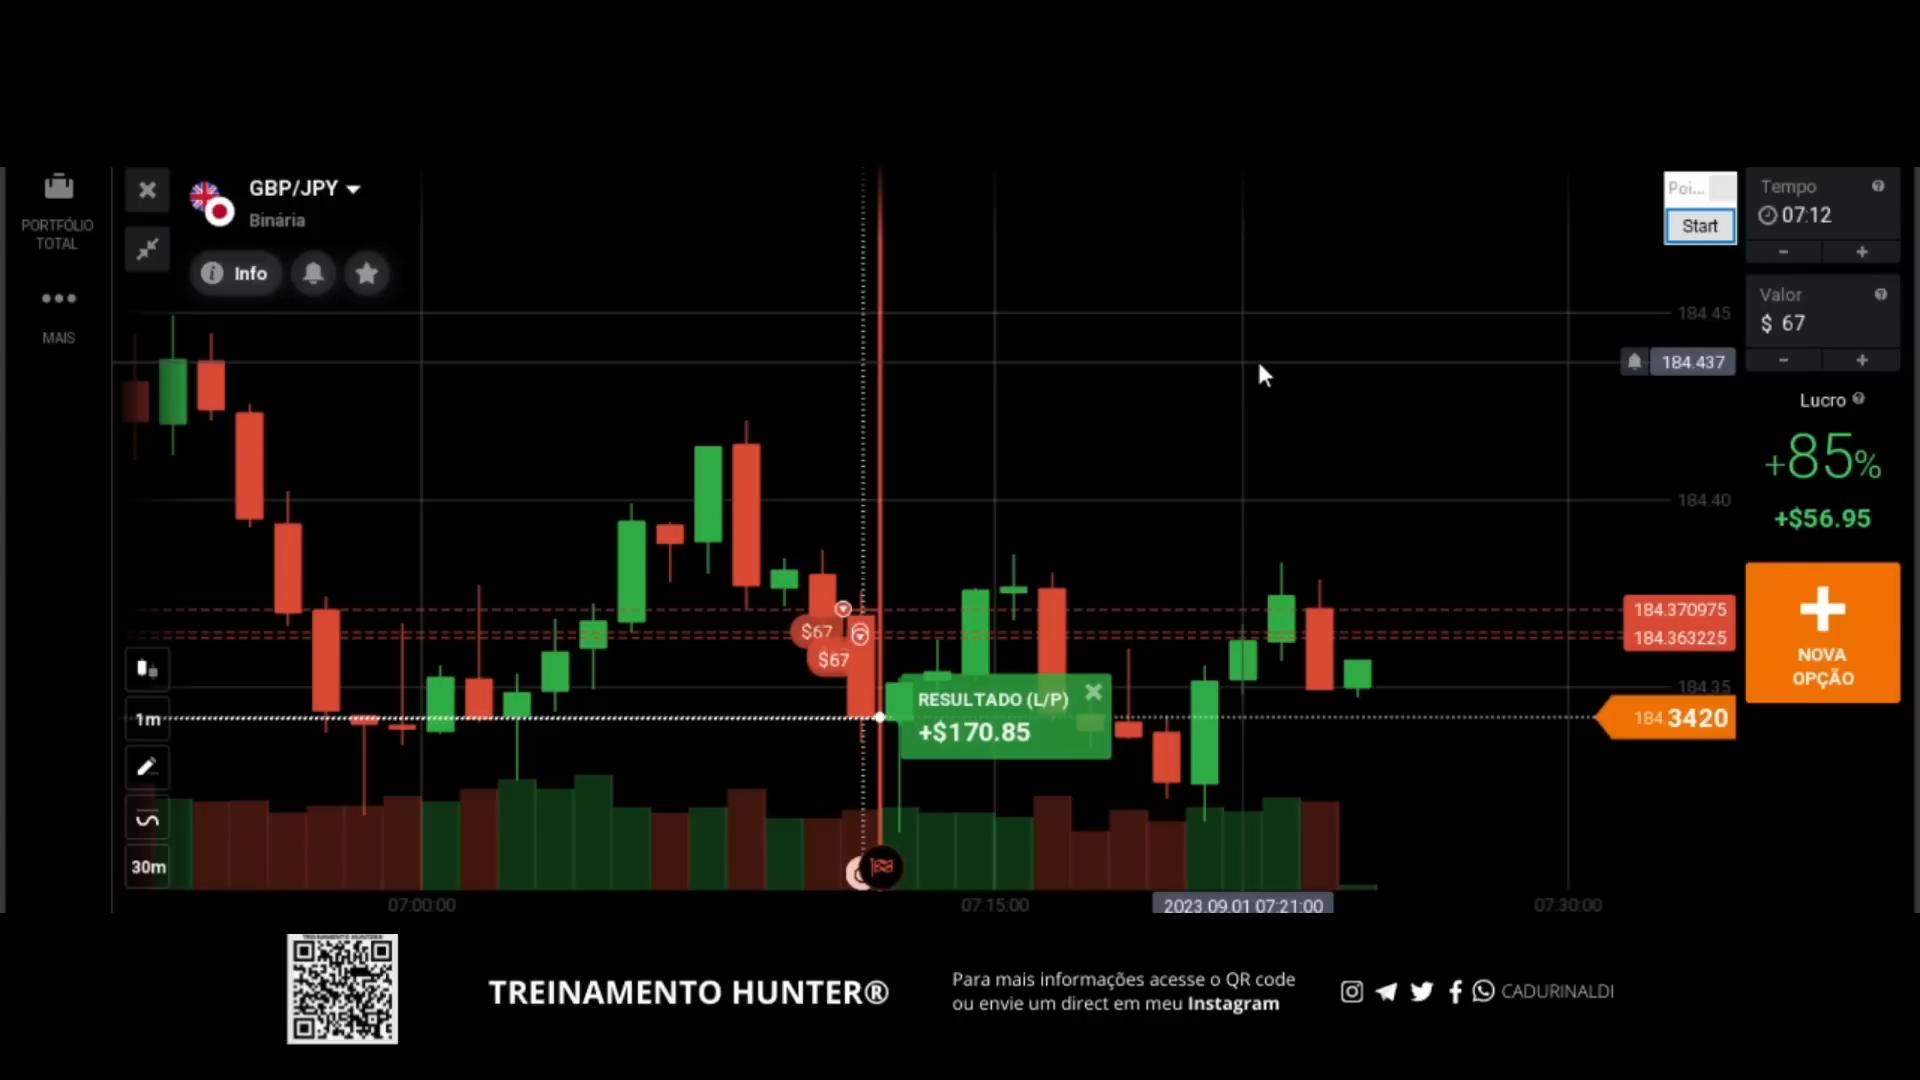 PORTFÓLIO
TOTAL
MAIS
GBP/JPY
Binária
Info
Poi...
Start
Tempo
07:12
- +
Valor
$ 67
- +
Lucro
+85%
+$56.95
NOVA
OPÇÃO
184.45
184.437
184.40
184.370975
184.363225
184.35
184.3420
$67
$67
RESULTADO (L/P)
+$170.85
1m
30m
07:00:00
07:15:00
2023.09.01 07:21:00
07:30:00
TREINAMENTO HUNTER®
Para mais informações acesse o QR code
ou envie um direct em meu Instagram
CADURINALDI